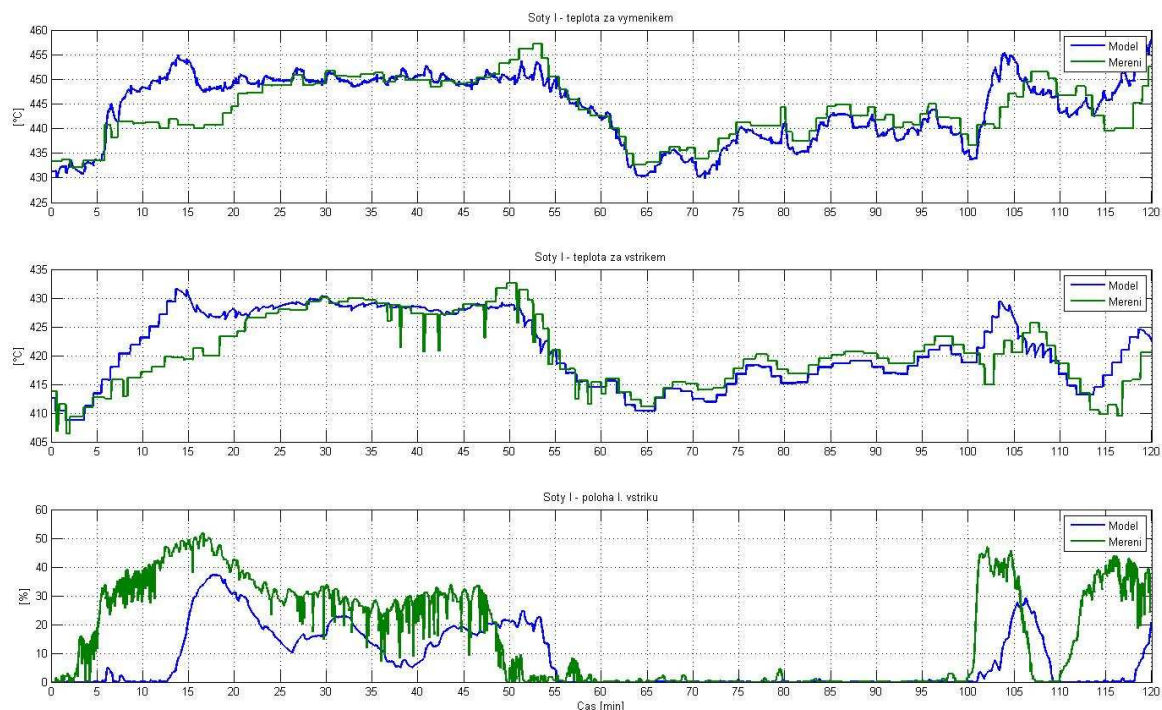 Soty I - teplota za vymenikem
460
455
450
445
440
435
430
425
[°C]
0 5 10 15 20 25 30 35 40 45 50 55 60 65 70 75 80 85 90 95 100 105 110 115 120
Model
Mereni
Soty I - teplota za vstrikem
435
430
425
420
415
410
405
[°C]
0 5 10 15 20 25 30 35 40 45 50 55 60 65 70 75 80 85 90 95 100 105 110 115 120
Model
Mereni
Soty I - poloha I. vstriku
60
50
40
30
20
10
0
[%]
0 5 10 15 20 25 30 35 40 45 50 55 60 65 70 75 80 85 90 95 100 105 110 115 120
Model
Mereni
Cas [min]